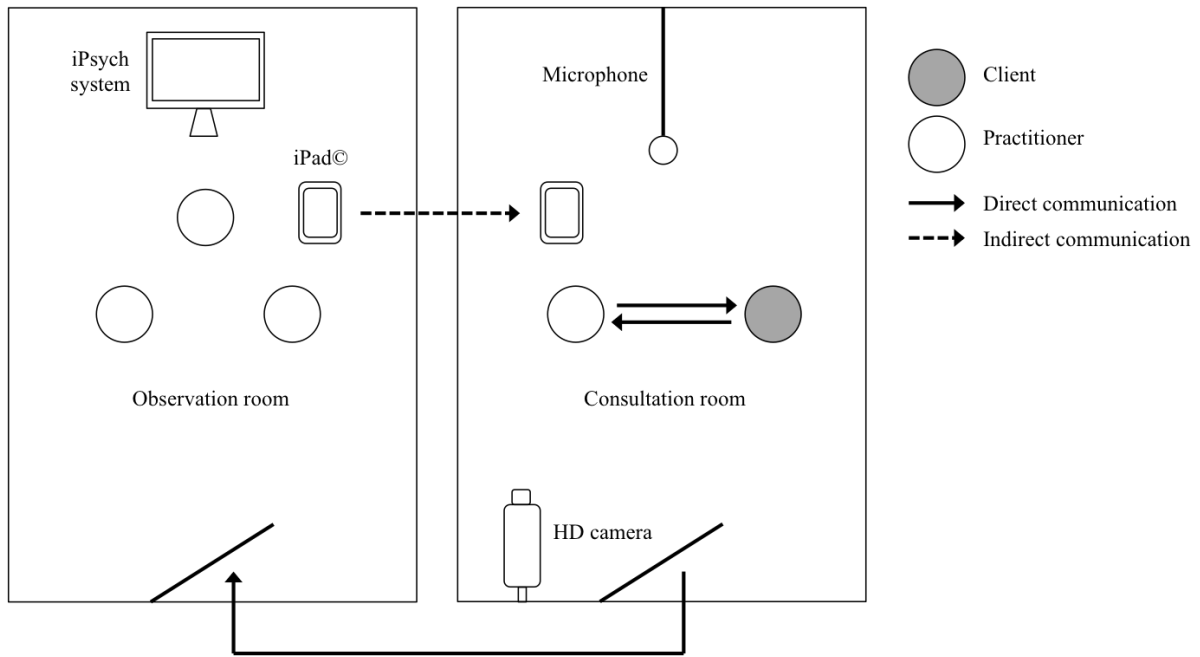 iPsych
system
iPad©
Observation room
Microphone
Consultation room
HD camera
Client
Practitioner
Direct communication
Indirect communication